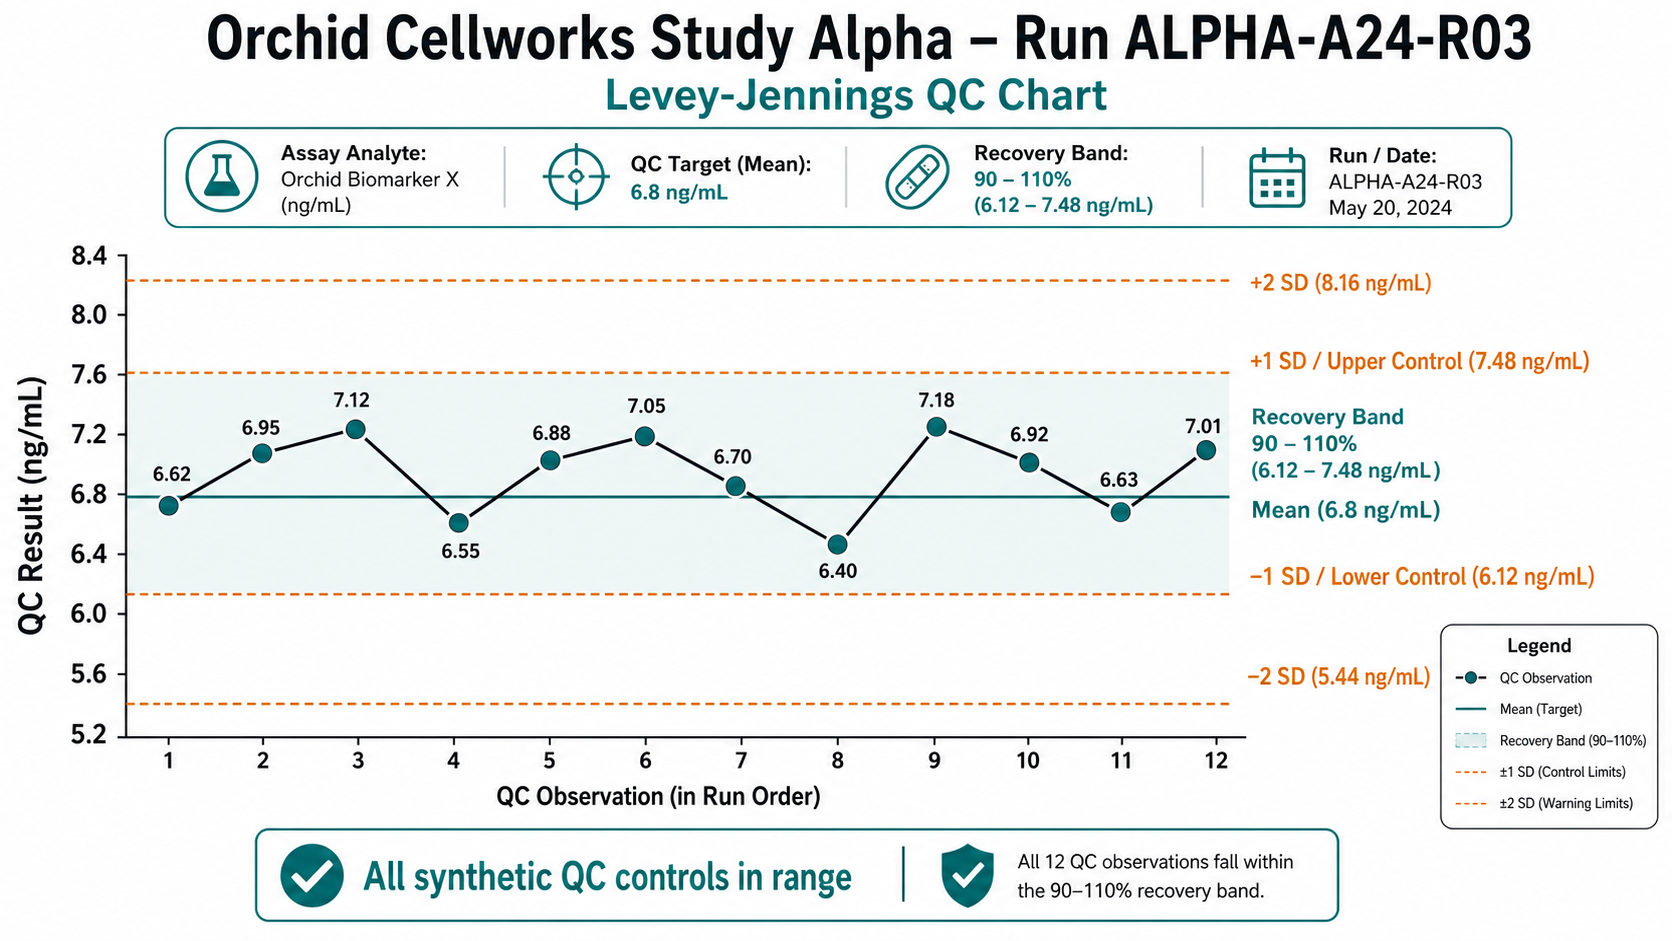 Orchid Cellworks Study Alpha – Run ALPHA-A24-R03
Levey-Jennings QC Chart
Assay Analyte:
Orchid Biomarker X
(ng/mL)
QC Target (Mean):
6.8 ng/mL
Recovery Band:
90 – 110%
(6.12 – 7.48 ng/mL)
Run / Date:
ALPHA-A24-R03
May 20, 2024
QC Result (ng/mL)
8.4
8.0
7.6
7.2
6.8
6.4
6.0
5.6
5.2
6.62
6.95
7.12
6.55
6.88
7.05
6.70
6.40
7.18
6.92
6.63
7.01
+2 SD (8.16 ng/mL)
+1 SD / Upper Control (7.48 ng/mL)
Recovery Band
90 – 110%
(6.12 – 7.48 ng/mL)
Mean (6.8 ng/mL)
−1 SD / Lower Control (6.12 ng/mL)
−2 SD (5.44 ng/mL)
1 2 3 4 5 6 7 8 9 10 11 12
QC Observation (in Run Order)
Legend
QC Observation
Mean (Target)
Recovery Band (90–110%)
±1 SD (Control Limits)
±2 SD (Warning Limits)
All synthetic QC controls in range
All 12 QC observations fall within
the 90–110% recovery band.